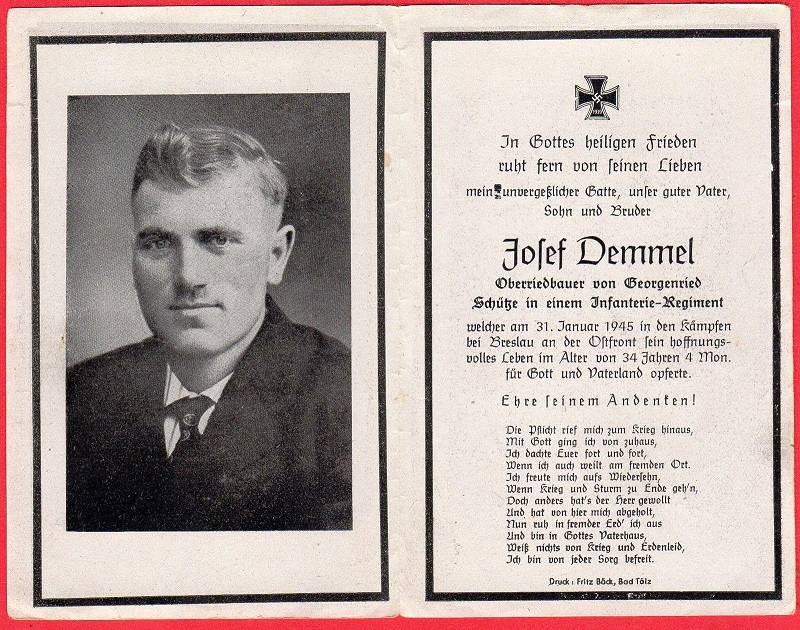 1939
In Gottes heiligen Frieden
ruht fern von seinen Lieben
mein unvergeßlicher Gatte, unser guter Vater,
Sohn und Bruder
Josef Demmel
Oberriedbauer von Georgenried
Schütze in einem Infanterie-Regiment
welcher am 31. Januar 1945 in den Kämpfen
bei Breslau an der Ostfront sein hoffnungs-
volles Leben im Alter von 34 Jahren 4 Mon.
für Gott und Vaterland opferte.
Ehre seinem Andenken!
Die Pflicht rief mich zum Krieg hinaus,
Mit Gott ging ich von zuhaus,
Ich dachte Euer fort und fort,
Wenn ich auch weilt am fremden Ort.
Ich freute mich aufs Wiedersehn,
Wenn Krieg und Sturm zu Ende geh'n,
Doch anders hat's der Herr gewollt
Und hat von hier mich abgeholt,
Nun ruh in fremder Erd' ich aus
Und bin in Gottes Vaterhaus,
Weiß nichts von Krieg und Erdenleid,
Ich bin von jeder Sorg befreit.
Druck: Fritz Böck, Bad Tölz